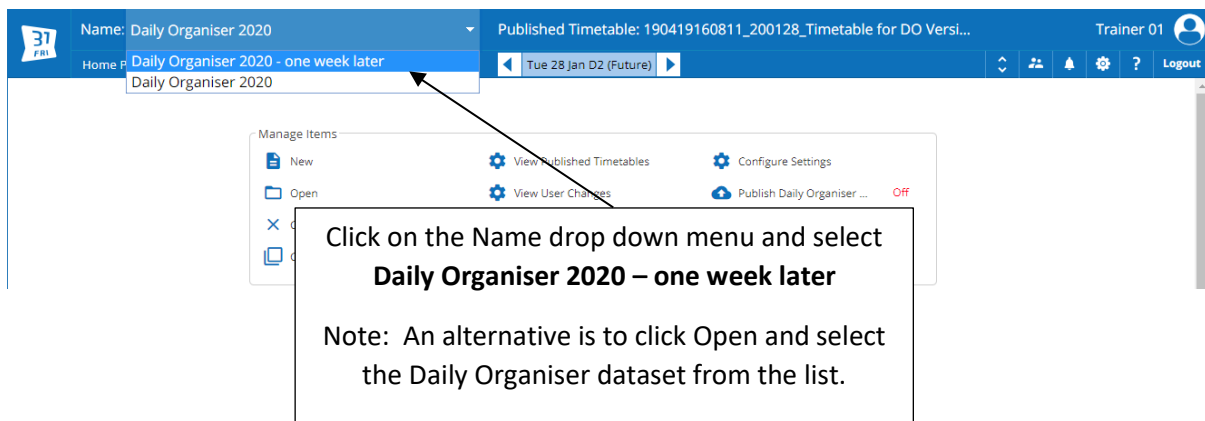 31
FRI
Name: Daily Organiser 2020
Published Timetable: 190419160811_200128_Timetable for DO Versi...
Trainer 01
Home P
Daily Organiser 2020 - one week later
Daily Organiser 2020
Tue 28 Jan D2 (Future)
?
Logout
Manage Items
New
View Published Timetables
Configure Settings
Open
View User Changes
Publish Daily Organiser ...
Off
Click on the Name drop down menu and select
Daily Organiser 2020 – one week later
Note: An alternative is to click Open and select
the Daily Organiser dataset from the list.